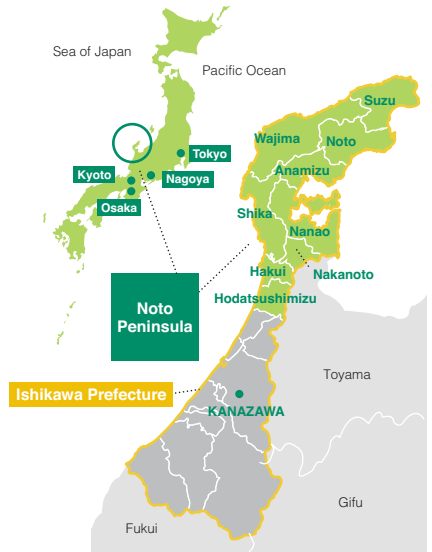 Sea of Japan
Pacific Ocean
Suzu
Wajima
Noto
Tokyo
Anamizu
Kyoto
Nagoya
Osaka
Shika
Nanao
Hakui
Nakanoto
Hodatsushimizu
Noto
Peninsula
Toyama
Ishikawa Prefecture
KANAZAWA
Gifu
Fukui